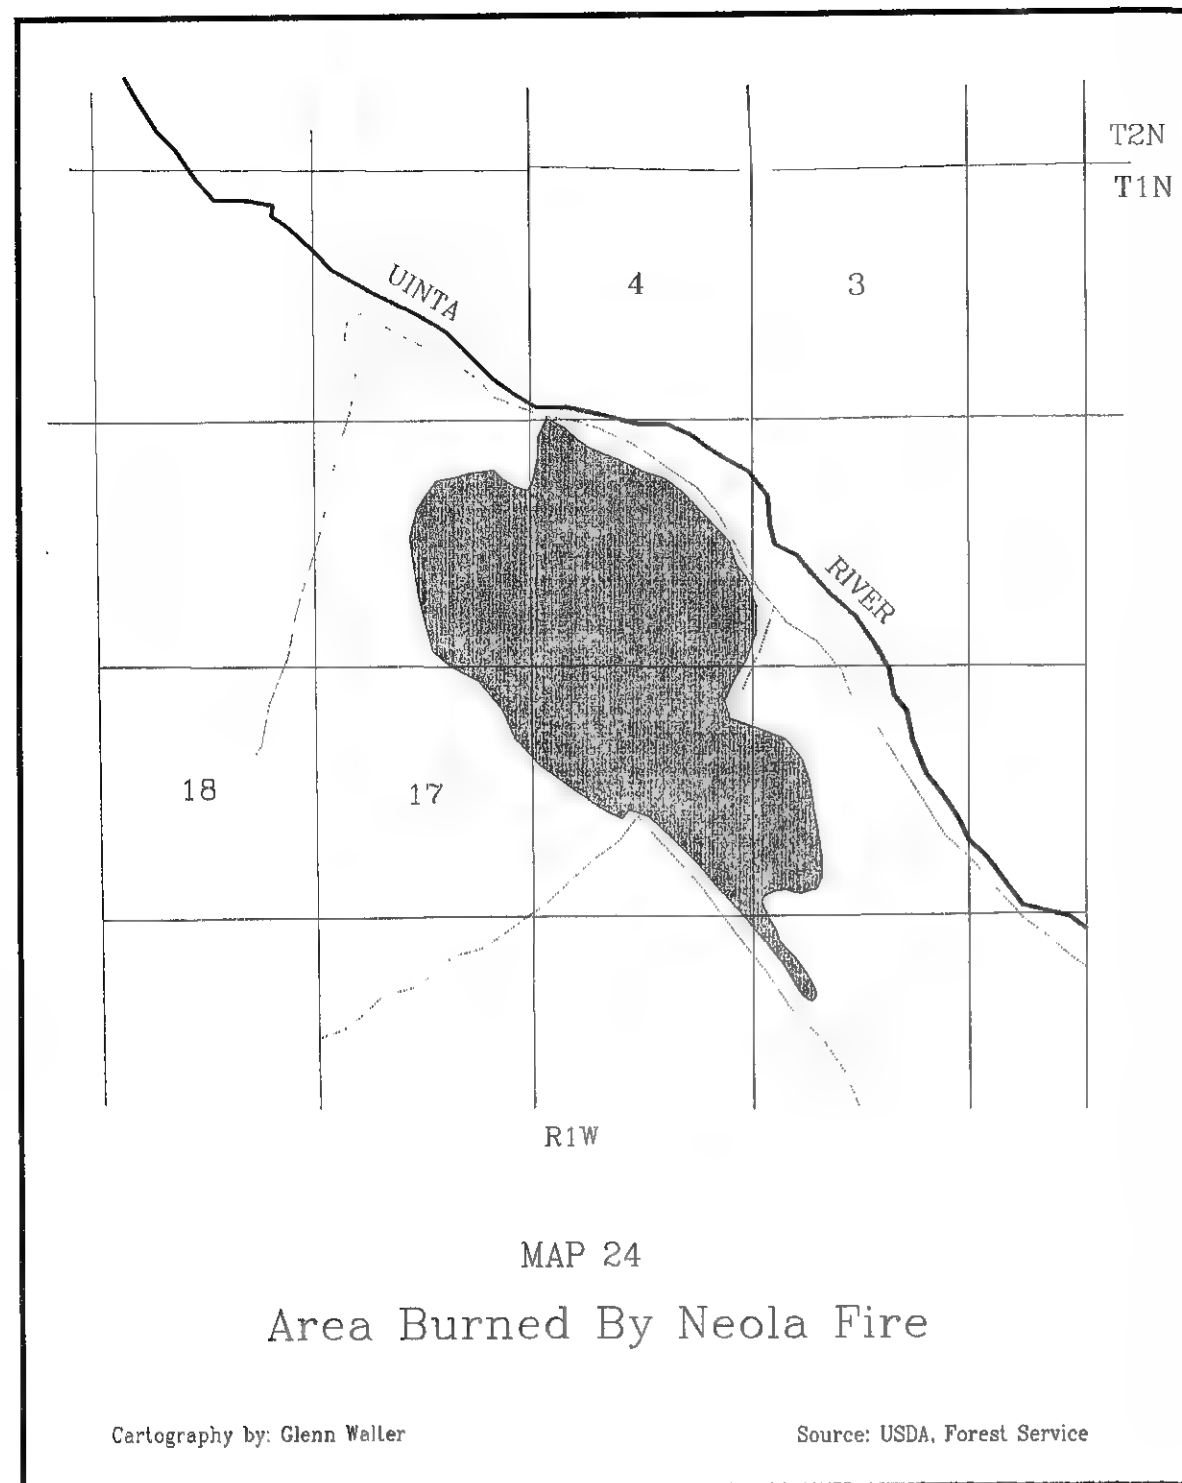 T2N
T1N
UINTA
4
3
RIVER
18
17
R1W
MAP 24
Area Burned By Neola Fire
Cartography by: Glenn Waller
Source: USDA, Forest Service